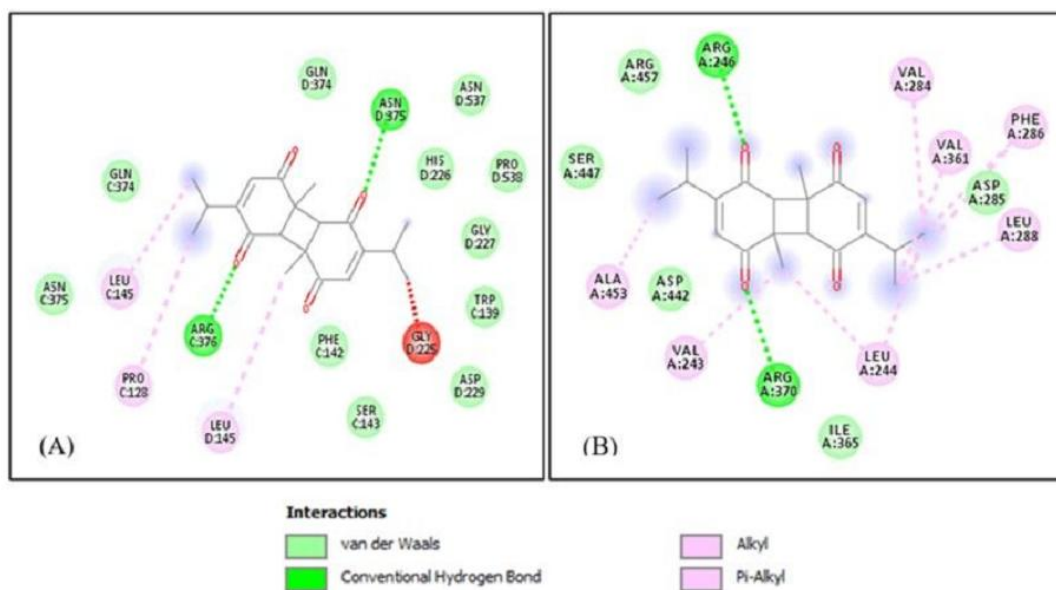 GLN
D:374
ASN
D:375
ASN
D:537
HIS
D:226
PRO
D:538
GLN
C:374
GLY
D:227
ASN
C:375
LEU
C:145
TRP
C:139
ARG
C:376
PHE
C:142
GLY
D:225
PRO
C:128
ASP
D:229
SER
C:143
LEU
D:145
O
O
O
O
(A)
ARG
A:457
ARG
A:246
VAL
A:284
PHE
A:286
VAL
A:361
SER
A:447
ASP
A:285
LEU
A:288
ALA
A:453
ASP
A:442
VAL
A:243
LEU
A:244
ARG
A:370
ILE
A:365
O
O
O
O
(B)
Interactions
van der Waals
Alkyl
Conventional Hydrogen Bond
Pi-Alkyl